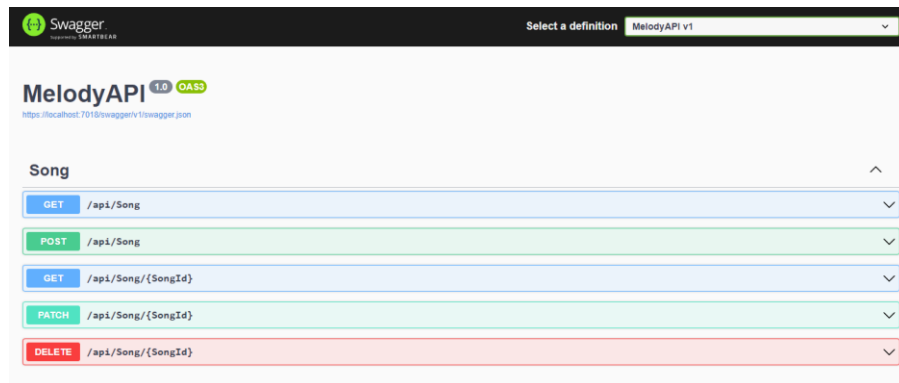 Swagger.
Supported by SMARTBEAR
Select a definition
MelodyAPI v1
MelodyAPI 1.0 OAS3
https://localhost:7018/swagger/v1/swagger.json
Song
GET /api/Song
POST /api/Song
GET /api/Song/{SongId}
PATCH /api/Song/{SongId}
DELETE /api/Song/{SongId}